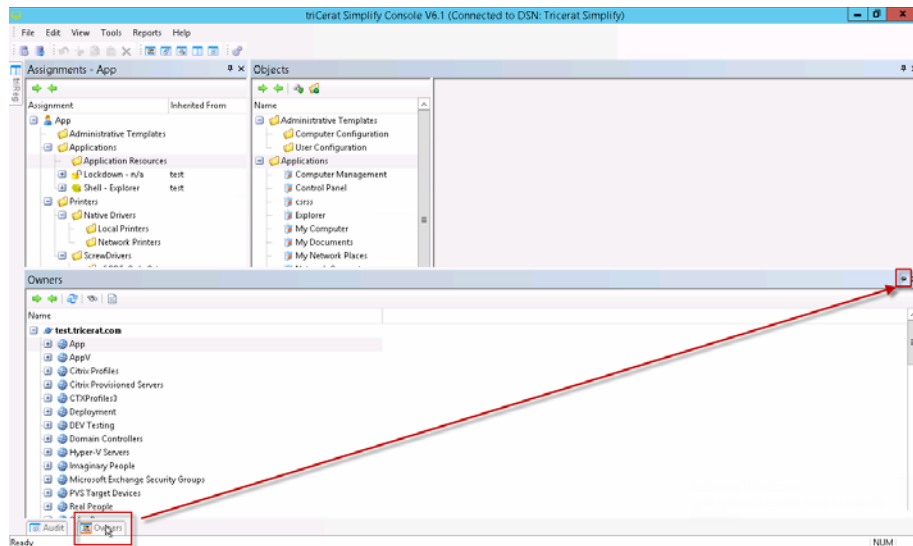 triCerat Simplify Console V6.1 (Connected to DSN: Tricerat Simplify)
File Edit View Tools Reports Help
triReg
Assignments - App
Assignment Inherited From
App
Administrative Templates
Applications
Application Resources
Lockdown - n/a test
Shell - Explorer test
Printers
Native Drivers
Local Printers
Network Printers
ScrewDrivers
Objects
Name
Administrative Templates
Computer Configuration
User Configuration
Applications
Computer Management
Control Panel
csrss
Explorer
My Computer
My Documents
My Network Places
Owners
Name
test.tricerat.com
App
AppV
Citrix Profiles
Citrix Provisioned Servers
CTXProfiles3
Deployment
DEV Testing
Domain Controllers
Hyper-V Servers
Imaginary People
Microsoft Exchange Security Groups
PVS Target Devices
Real People
Audit Owners
Ready NUM